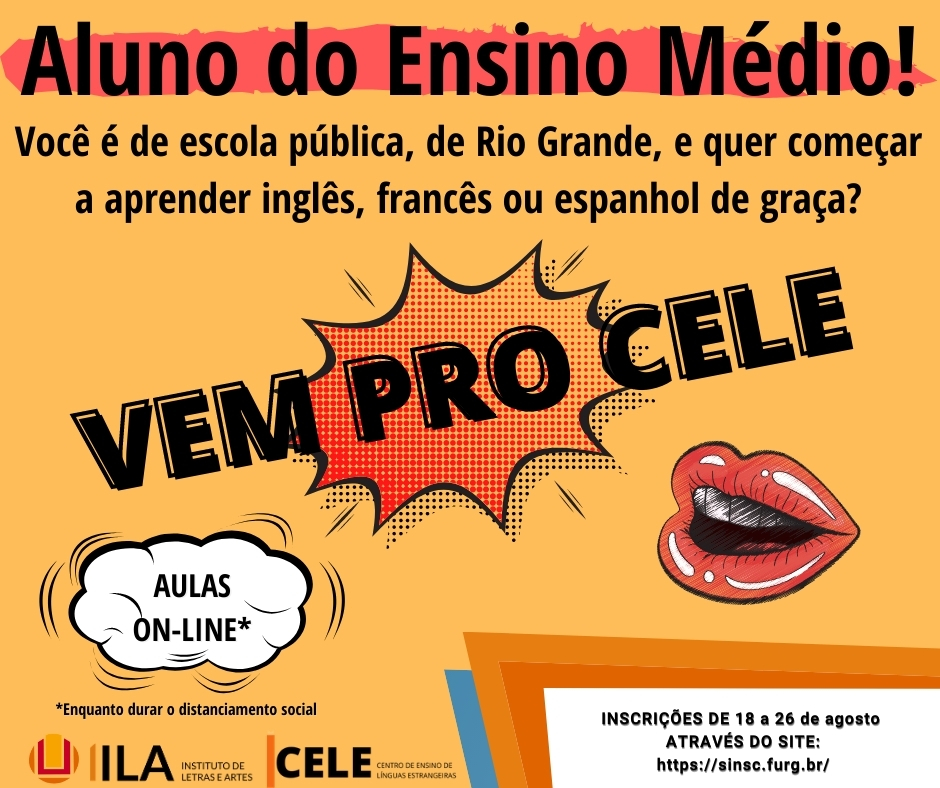 Aluno do Ensino Médio!
Você é de escola pública, de Rio Grande, e quer começar
a aprender inglês, francês ou espanhol de graça?
VEM PRO CELE
AULAS
ON-LINE*
*Enquanto durar o distanciamento social
ILA INSTITUTO DE
LETRAS E ARTES
CELE CENTRO DE ENSINO DE
LÍNGUAS ESTRANGEIRAS
INSCRIÇÕES DE 18 a 26 de agosto
ATRAVÉS DO SITE:
https://sinsc.furg.br/